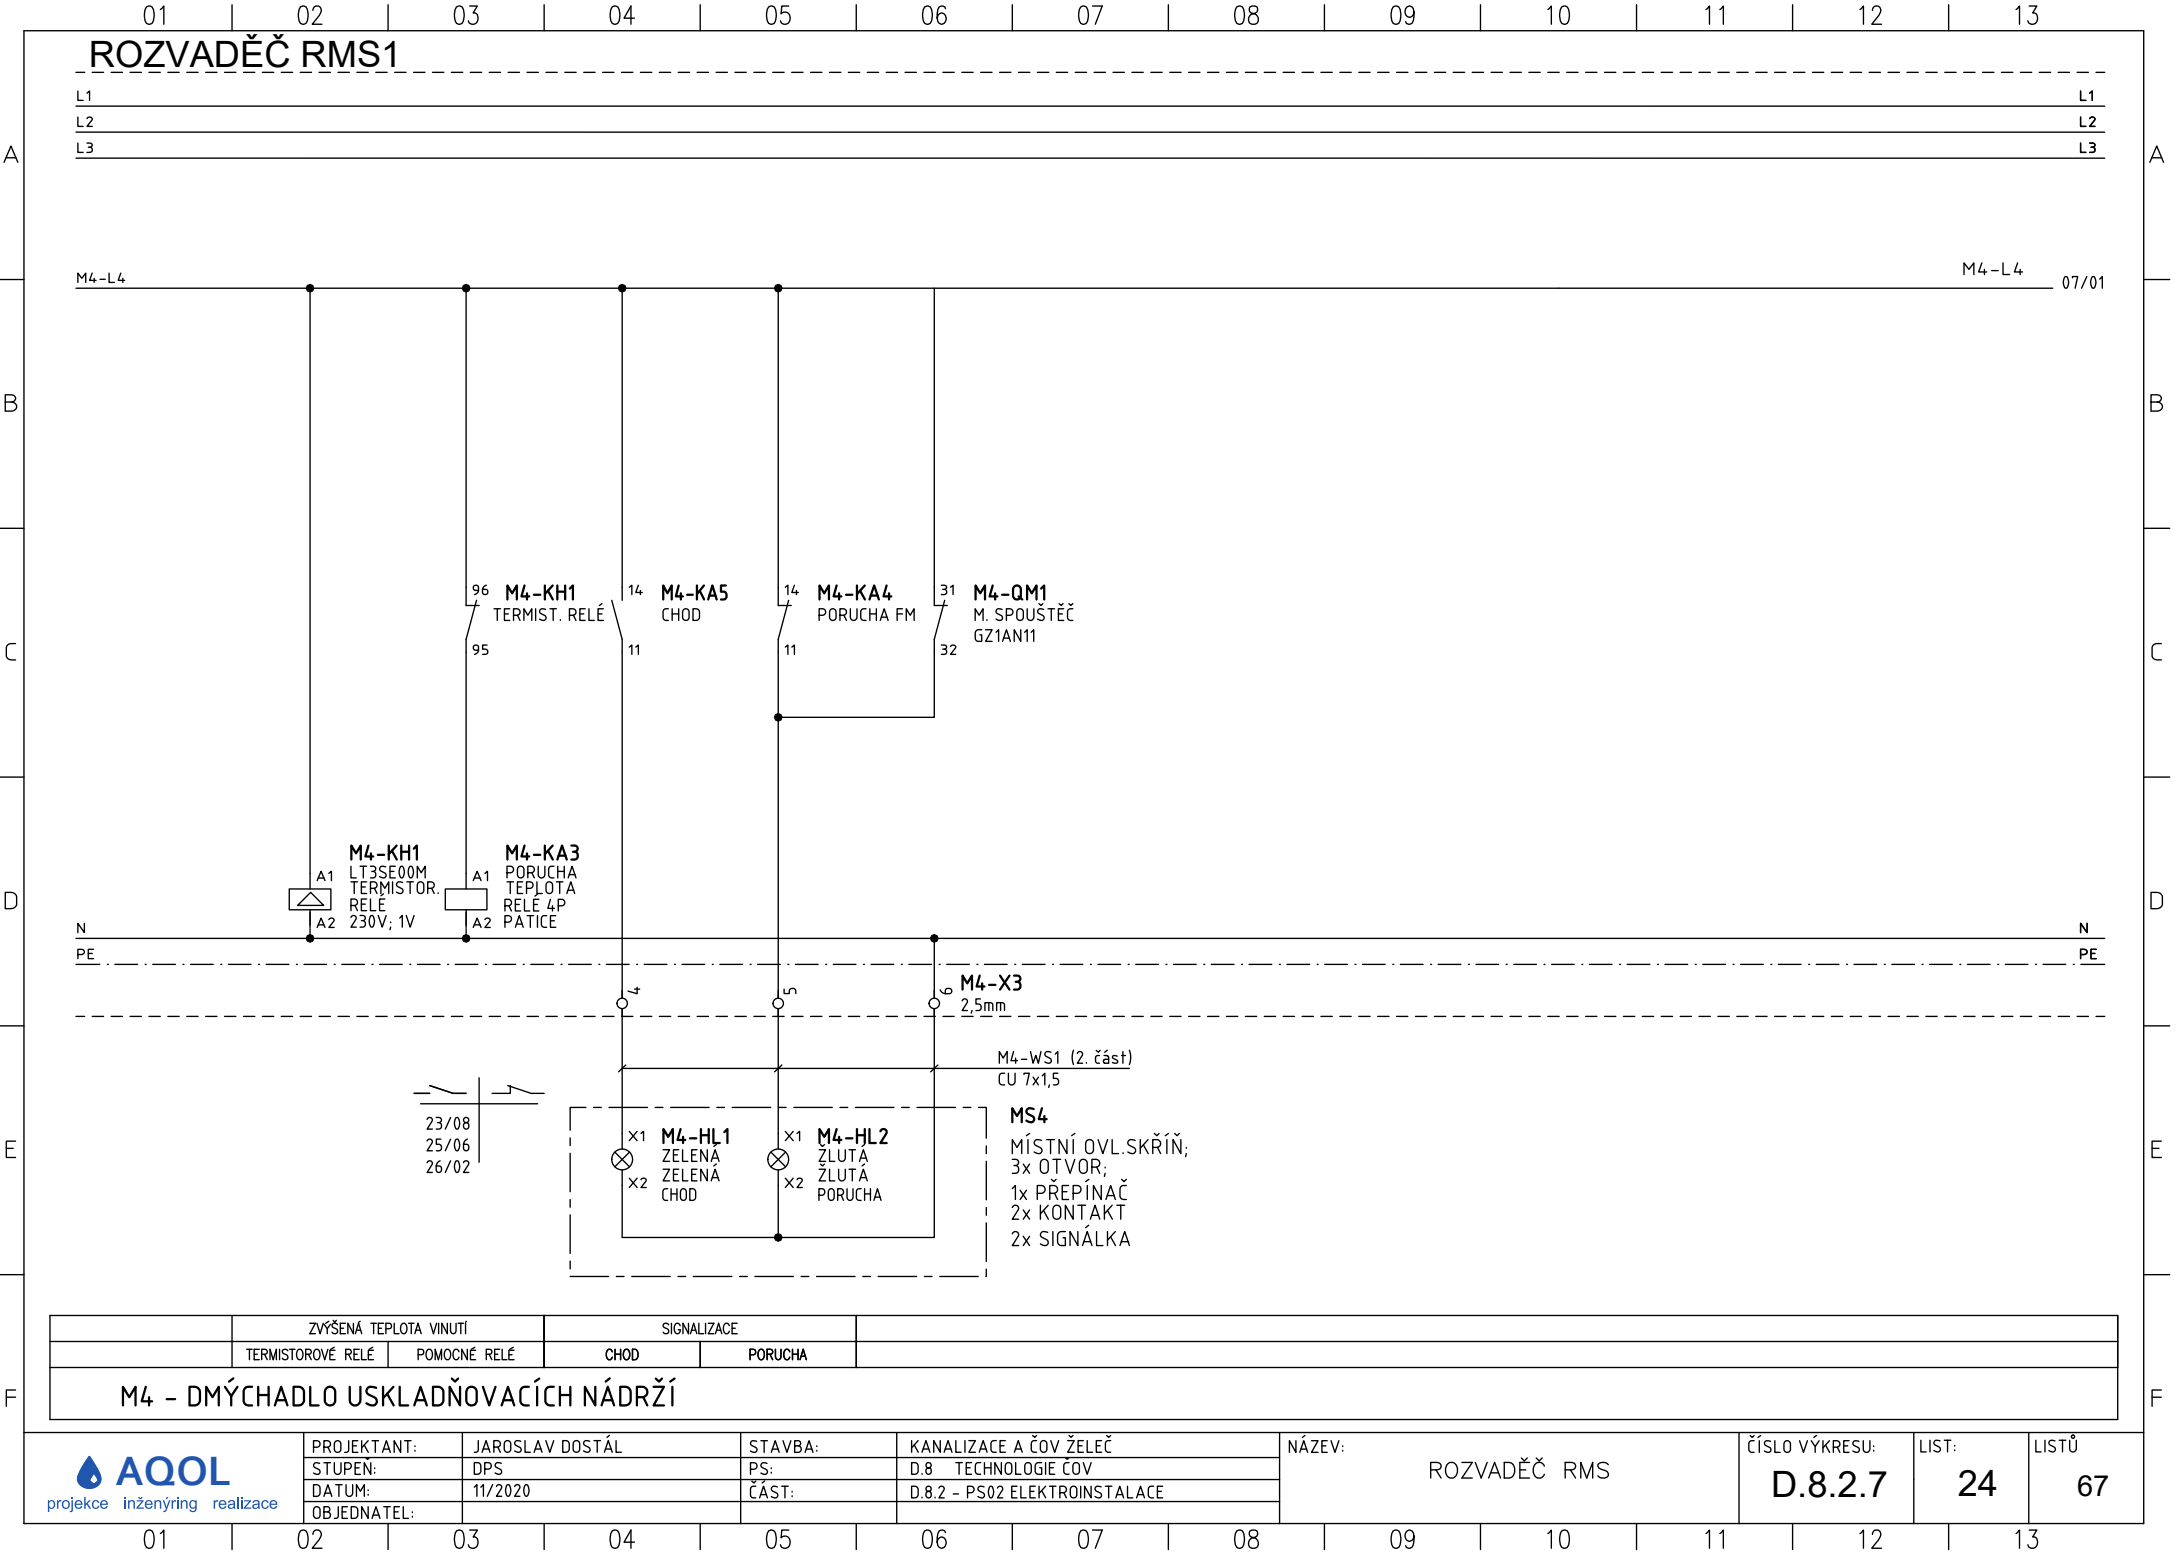 01 02 03 04 05 06 07 08 09 10 11 12 13
ROZVADĚČ RMS1
L1 L1
L2 L2
L3 L3
A A
M4-L4 M4-L4 07/01
B B
96 M4-KH1 14 M4-KA5 14 M4-KA4 31 M4-QM1
TERMIST. RELÉ CHOD PORUCHA FM M. SPOUŠTĚČ
GZ1AN11
C 95 11 11 32 C
M4-KH1 M4-KA3
A1 LT3SE00M A1 PORUCHA
TERMISTOR. TEPLOTA
D RELÉ RELÉ 4P D
A2 230V; 1V A2 PATICE
N N
PE PE
4 5 6 M4-X3
2,5mm
M4-WS1 (2. část)
CU 7x1,5
MS4
23/08
25/06
26/02
X1 M4-HL1 X1 M4-HL2
ZELENÁ ŽLUTÁ
ZELENÁ ŽLUTÁ
X2 CHOD X2 PORUCHA
MÍSTNÍ OVL.SKŘÍŇ;
3x OTVOR;
1x PŘEPÍNAČ
2x KONTAKT
2x SIGNÁLKA
E E
ZVÝŠENÁ TEPLOTA VINUTÍ SIGNALIZACE
TERMISTOROVÉ RELÉ POMOCNÉ RELÉ CHOD PORUCHA
F M4 - DMÝCHADLO USKLADŇOVACÍCH NÁDRŽÍ F
AQOL
projekce inženýring realizace
PROJEKTANT: JAROSLAV DOSTÁL
STUPEŇ: DPS
DATUM: 11/2020
OBJEDNATEL:
STAVBA: KANALIZACE A ČOV ŽELEČ
PS: D.8 TECHNOLOGIE ČOV
ČÁST: D.8.2 - PS02 ELEKTROINSTALACE
NÁZEV:
ROZVADĚČ RMS
ČÍSLO VÝKRESU:
D.8.2.7
LIST:
24
LISTŮ
67
01 02 03 04 05 06 07 08 09 10 11 12 13